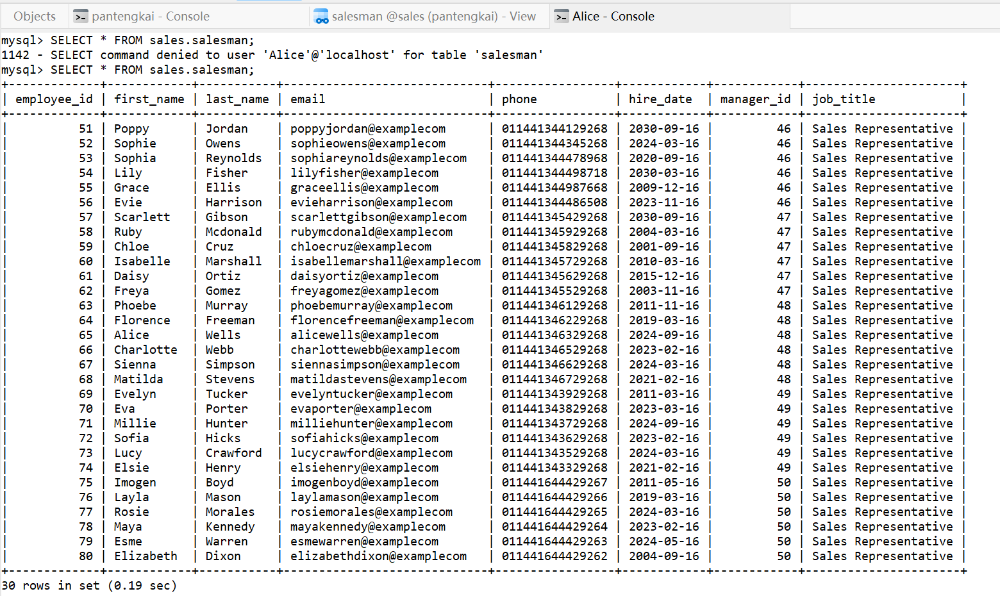 Objects pantengkai - Console salesman @sales (pantengkai) - View Alice - Console
mysql> SELECT * FROM sales.salesman;
1142 - SELECT command denied to user 'Alice'@'localhost' for table 'salesman'
mysql> SELECT * FROM sales.salesman;
+-------------+------------+-----------+-----------------------------+-----------------+------------+------------+----------------------+
| employee_id | first_name | last_name | email                       | phone           | hire_date  | manager_id | job_title            |
+-------------+------------+-----------+-----------------------------+-----------------+------------+------------+----------------------+
|          51 | Poppy      | Jordan    | poppyjordan@examplecom      | 011441344129268 | 2030-09-16 |         46 | Sales Representative |
|          52 | Sophie     | Owens     | sophieowens@examplecom      | 011441344345268 | 2024-03-16 |         46 | Sales Representative |
|          53 | Sophia     | Reynolds  | sophiareynolds@examplecom   | 011441344478968 | 2020-09-16 |         46 | Sales Representative |
|          54 | Lily       | Fisher    | lilyfisher@examplecom       | 011441344498718 | 2030-03-16 |         46 | Sales Representative |
|          55 | Grace      | Ellis     | graceellis@examplecom       | 011441344987668 | 2009-12-16 |         46 | Sales Representative |
|          56 | Evie       | Harrison  | evieharrison@examplecom     | 011441344486508 | 2023-11-16 |         46 | Sales Representative |
|          57 | Scarlett   | Gibson    | scarlettgibson@examplecom   | 011441345429268 | 2030-09-16 |         47 | Sales Representative |
|          58 | Ruby       | Mcdonald  | rubymcdonald@examplecom     | 011441345929268 | 2004-03-16 |         47 | Sales Representative |
|          59 | Chloe      | Cruz      | chloecruz@examplecom        | 011441345829268 | 2001-09-16 |         47 | Sales Representative |
|          60 | Isabelle   | Marshall  | isabellemarshall@examplecom | 011441345729268 | 2010-03-16 |         47 | Sales Representative |
|          61 | Daisy      | Ortiz     | daisyortiz@examplecom       | 011441345629268 | 2015-12-16 |         47 | Sales Representative |
|          62 | Freya      | Gomez     | freyagomez@examplecom       | 011441345529268 | 2003-11-16 |         47 | Sales Representative |
|          63 | Phoebe     | Murray    | phoebemurray@examplecom     | 011441346129268 | 2011-11-16 |         48 | Sales Representative |
|          64 | Florence   | Freeman   | florencefreeman@examplecom  | 011441346229268 | 2019-03-16 |         48 | Sales Representative |
|          65 | Alice      | Wells     | alicewells@examplecom       | 011441346329268 | 2024-09-16 |         48 | Sales Representative |
|          66 | Charlotte  | Webb      | charlottewebb@examplecom    | 011441346529268 | 2023-02-16 |         48 | Sales Representative |
|          67 | Sienna     | Simpson   | siennasimpson@examplecom    | 011441346629268 | 2024-03-16 |         48 | Sales Representative |
|          68 | Matilda    | Stevens   | matildastevens@examplecom   | 011441346729268 | 2021-02-16 |         48 | Sales Representative |
|          69 | Evelyn     | Tucker    | evelyntucker@examplecom     | 011441343929268 | 2011-03-16 |         49 | Sales Representative |
|          70 | Eva        | Porter    | evaporter@examplecom        | 011441343829268 | 2023-03-16 |         49 | Sales Representative |
|          71 | Millie     | Hunter    | milliehunter@examplecom     | 011441343729268 | 2024-09-16 |         49 | Sales Representative |
|          72 | Sofia      | Hicks     | sofiahicks@examplecom       | 011441343629268 | 2023-02-16 |         49 | Sales Representative |
|          73 | Lucy       | Crawford  | lucycrawford@examplecom     | 011441343529268 | 2024-03-16 |         49 | Sales Representative |
|          74 | Elsie      | Henry     | elsiehenry@examplecom       | 011441343329268 | 2021-02-16 |         49 | Sales Representative |
|          75 | Imogen     | Boyd      | imogenboyd@examplecom       | 011441644429267 | 2011-05-16 |         50 | Sales Representative |
|          76 | Layla      | Mason     | laylamason@examplecom       | 011441644429266 | 2019-03-16 |         50 | Sales Representative |
|          77 | Rosie      | Morales   | rosiemorales@examplecom     | 011441644429265 | 2024-03-16 |         50 | Sales Representative |
|          78 | Maya       | Kennedy   | mayakennedy@examplecom      | 011441644429264 | 2023-02-16 |         50 | Sales Representative |
|          79 | Esme       | Warren    | esmewarren@examplecom       | 011441644429263 | 2024-05-16 |         50 | Sales Representative |
|          80 | Elizabeth  | Dixon     | elizabethdixon@examplecom   | 011441644429262 | 2004-09-16 |         50 | Sales Representative |
+-------------+------------+-----------+-----------------------------+-----------------+------------+------------+----------------------+
30 rows in set (0.19 sec)